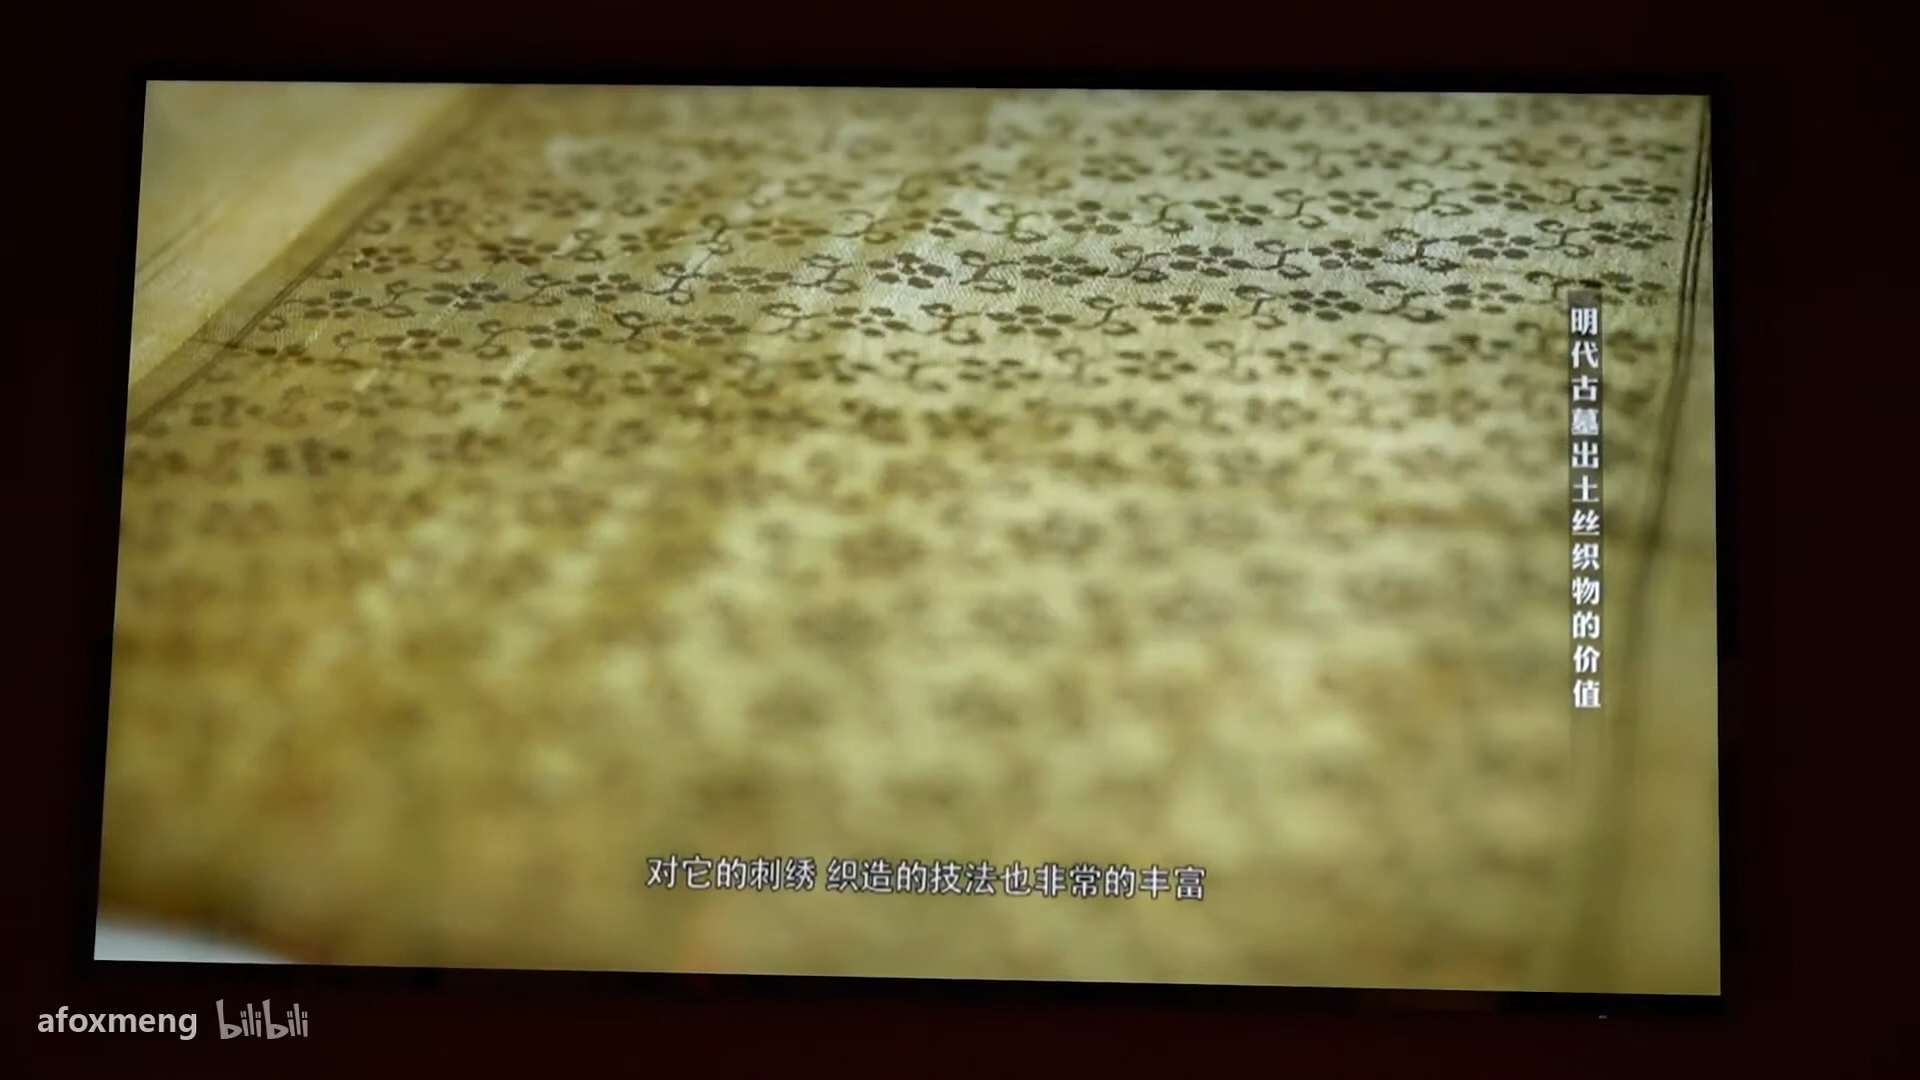 明代古墓出土丝织物的价值
对它的刺绣 织造的技法也非常的丰富
afoxmeng bilibili